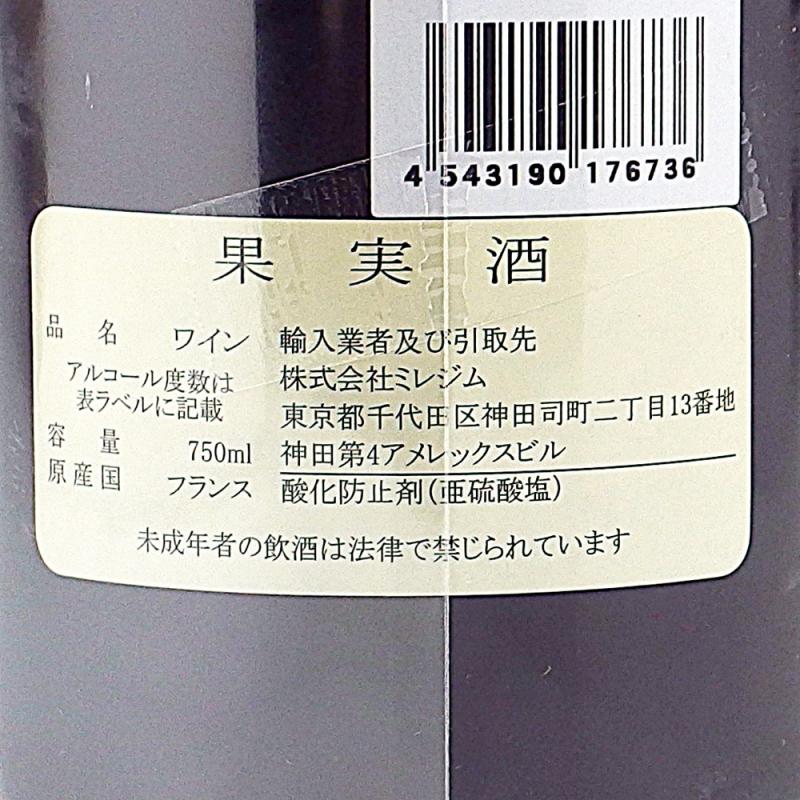 4 543190 176736
果実酒
品名 ワイン
アルコール度数は
表ラベルに記載
容量 750ml
原産国 フランス
輸入業者及び引取先
株式会社ミレジム
東京都千代田区神田司町二丁目13番地
神田第4アメレックスビル
酸化防止剤(亜硫酸塩)
未成年者の飲酒は法律で禁じられています